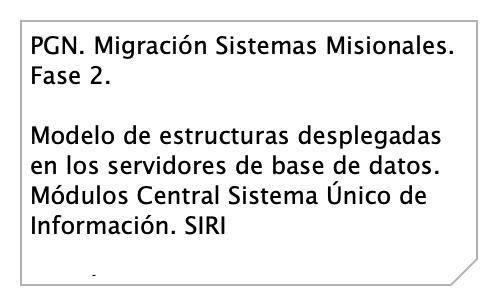 PGN. Migración Sistemas Misionales.
Fase 2.
Modelo de estructuras desplegadas
en los servidores de base de datos.
Módulos Central Sistema Único de
Información. SIRI